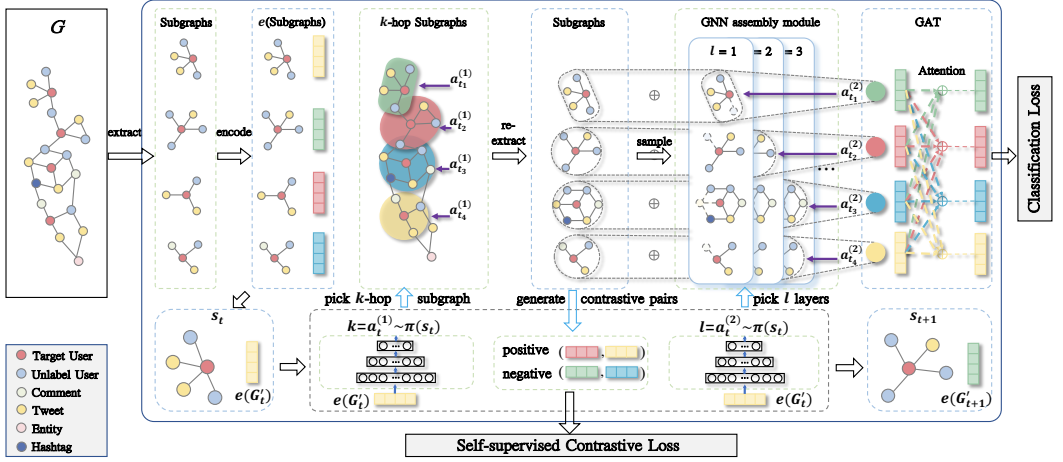 G
Subgraphs
e(Subgraphs)
k-hop Subgraphs
Subgraphs
GNN assembly module
GAT
l = 1
= 2
= 3
Attention
extract
encode
re-extract
sample
a_{t_1}^{(1)}
a_{t_2}^{(1)}
a_{t_3}^{(1)}
a_{t_4}^{(1)}
⊕
⊕
⊕
⊕
...
a_{t_1}^{(2)}
a_{t_2}^{(2)}
a_{t_3}^{(2)}
a_{t_4}^{(2)}
Classification Loss
pick k-hop subgraph
generate contrastive pairs
pick l layers
s_t
e(G'_t)
k=a_t^{(1)}~π(s_t)
e(G'_t)
positive ( , )
negative ( , )
l=a_t^{(2)}~π(s_t)
e(G'_t)
s_{t+1}
e(G'_{t+1})
Target User
Unlabel User
Comment
Tweet
Entity
Hashtag
Self-supervised Contrastive Loss